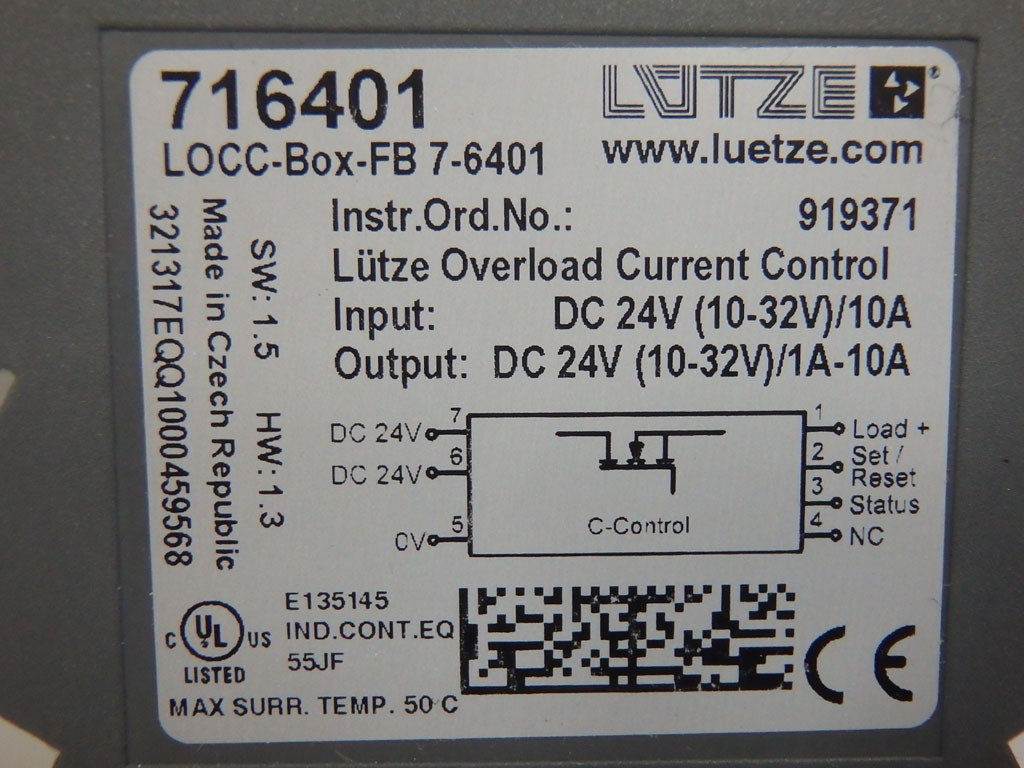 716401
LÜTZE®
LOCC-Box-FB 7-6401
www.luetze.com
Instr.Ord.No.: 919371
Lütze Overload Current Control
Input: DC 24V (10-32V)/10A
Output: DC 24V (10-32V)/1A-10A
SW: 1.5 HW: 1.3
Made in Czech Republic
321317EQQ1000459568
DC 24V 7
DC 24V 6
0V 5
C-Control
1 Load +
2 Set /
Reset
3 Status
4 NC
C UL US
LISTED
E135145
IND.CONT.EQ
55JF
CE
MAX SURR. TEMP. 50 C